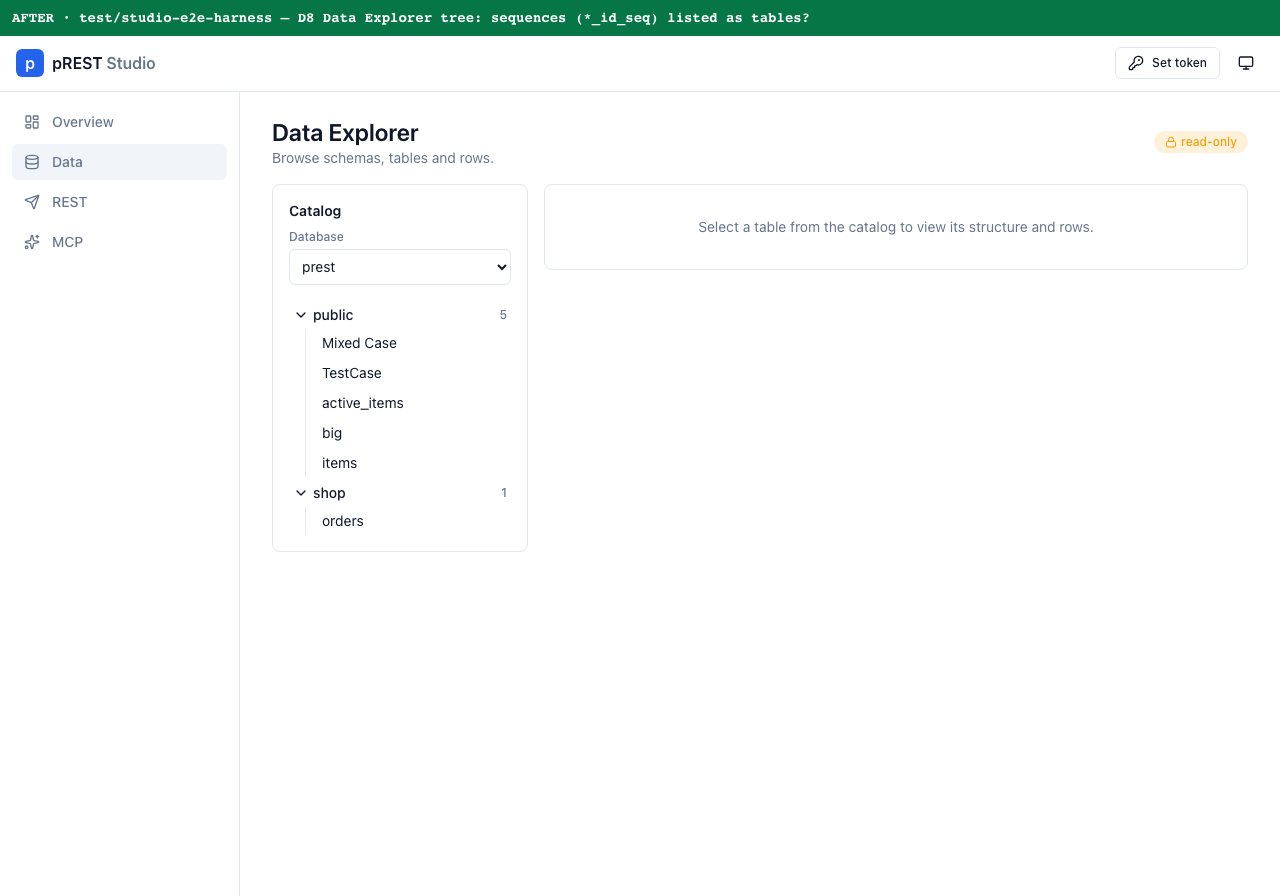 AFTER · test/studio-e2e-harness — D8 Data Explorer tree: sequences (*_id_seq) listed as tables?
p pREST Studio
Set token
Overview
Data
REST
MCP
Data Explorer
Browse schemas, tables and rows.
read-only
Catalog
Database
prest
public 5
Mixed Case
TestCase
active_items
big
items
shop 1
orders
Select a table from the catalog to view its structure and rows.